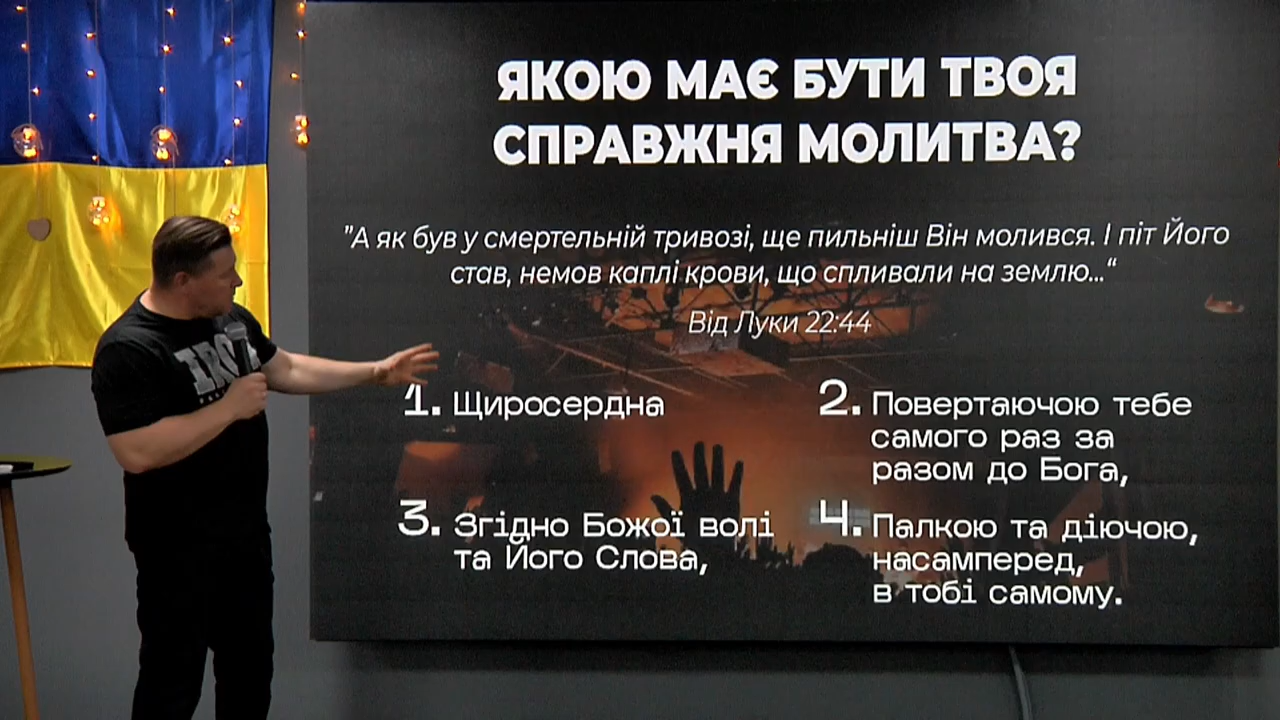 ЯКОЮ МАЄ БУТИ ТВОЯ
СПРАВЖНЯ МОЛИТВА?
"А як був у смертельній тривозі, ще пильніш Він молився. І піт Його
став, немов каплі крови, що спливали на землю..."
Від Луки 22:44
1. Щиросердна
2. Повертаючою тебе
самого раз за
разом до Бога,
3. Згідно Божої волі
та Його Слова,
4. Палкою та діючою,
насамперед,
в тобі самому.